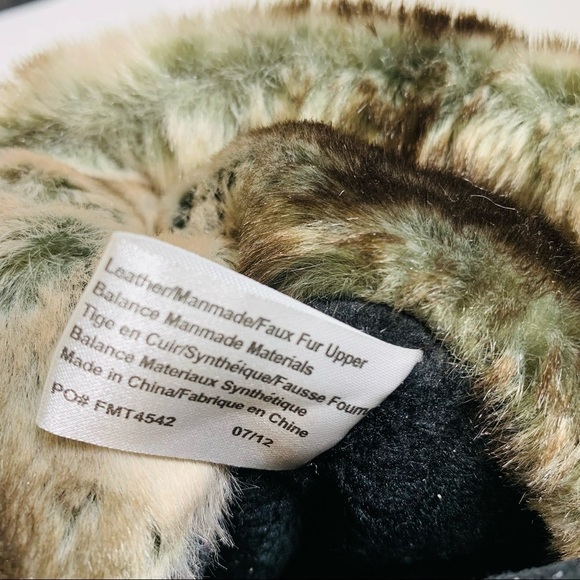 Leather/Manmade/Faux Fur Upper
Balance Manmade Materials
Tige en Cuir/Syntheique/Fausse Fourr
Balance Materiaux Synthétique
Made in China/Fabrique en Chine
PO# FMT4542 07/12